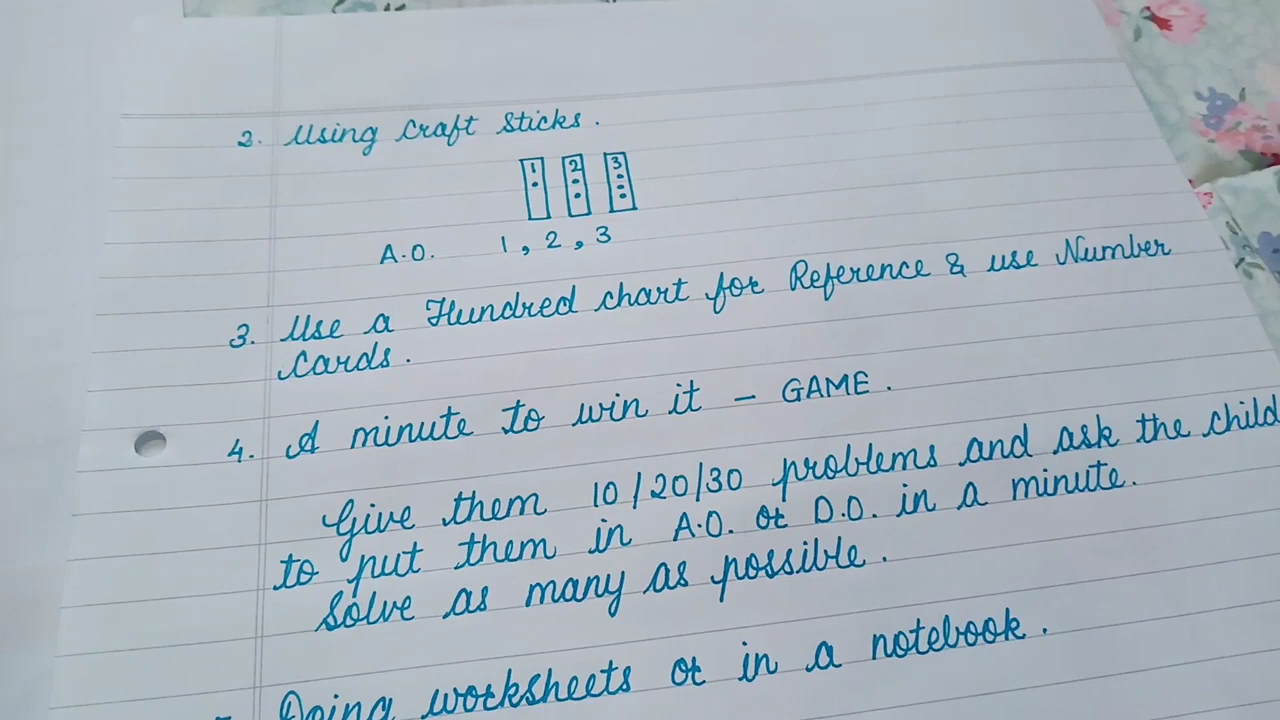 2. Using Craft Sticks.
1 2 3
A.O. 1, 2, 3
3. Use a Hundred chart for Reference & use Number
Cards.
4. A minute to win it - GAME.
Give them 10/20/30 problems and ask the child
to put them in A.O. or D.O. in a minute.
Solve as many as possible.
Doing worksheets or in a notebook.